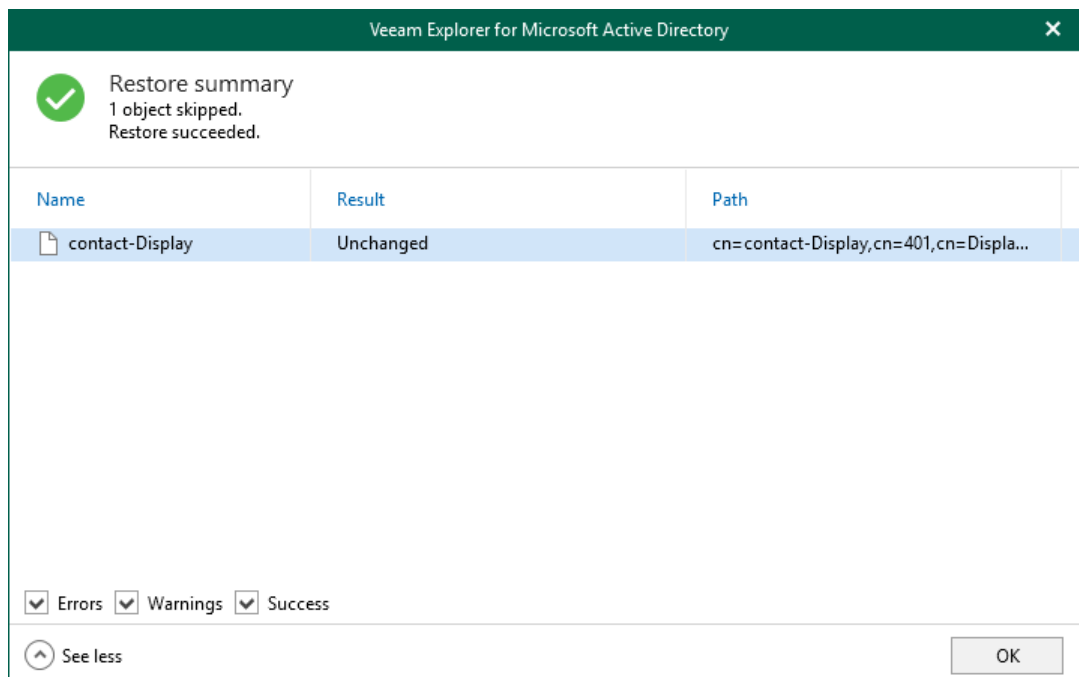 Veeam Explorer for Microsoft Active Directory
Restore summary
1 object skipped.
Restore succeeded.
Name Result Path
contact-Display Unchanged cn=contact-Display,cn=401,cn=Displa...
Errors Warnings Success
See less OK